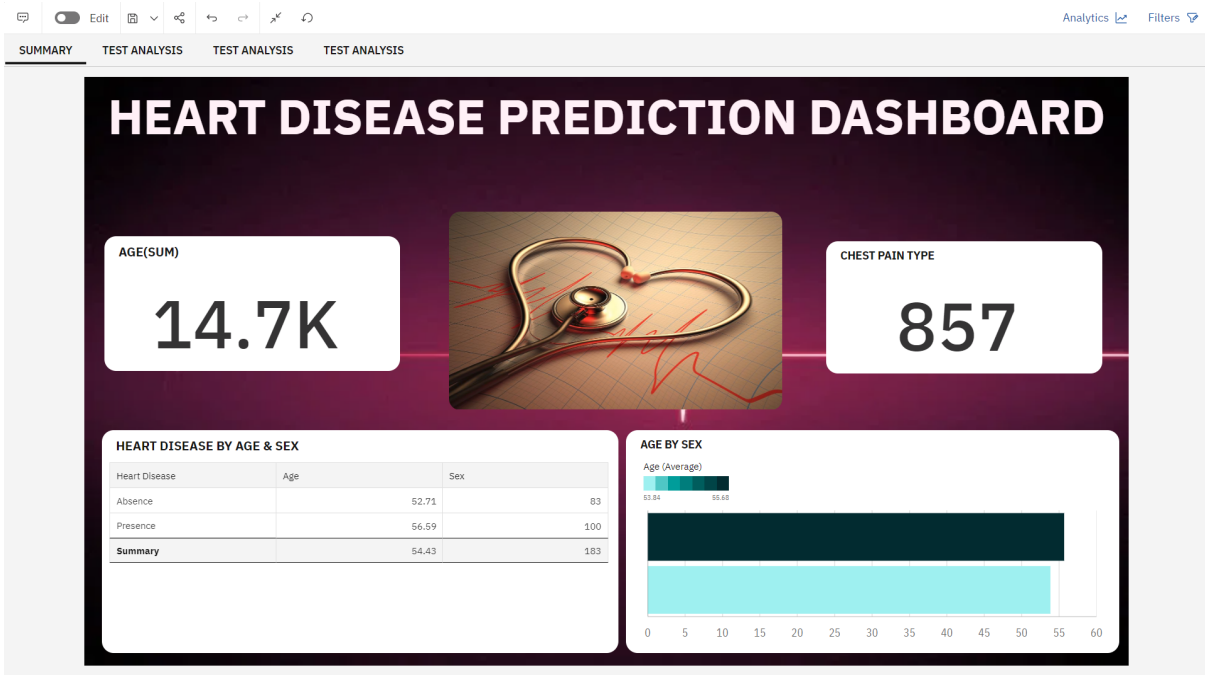 Edit
Analytics
Filters
SUMMARY TEST ANALYSIS TEST ANALYSIS TEST ANALYSIS
HEART DISEASE PREDICTION DASHBOARD
AGE(SUM)
14.7K
CHEST PAIN TYPE
857
HEART DISEASE BY AGE & SEX
Heart Disease Age Sex
Absence 52.71 83
Presence 56.59 100
Summary 54.43 183
AGE BY SEX
Age (Average)
53.84 55.68
0 5 10 15 20 25 30 35 40 45 50 55 60